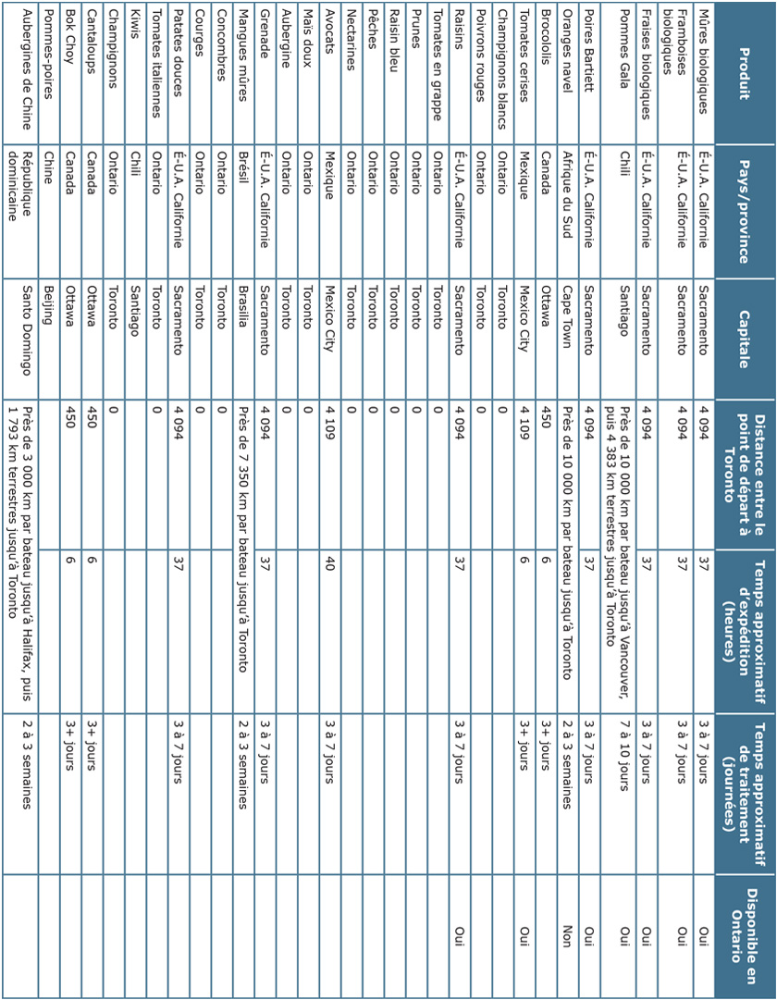 Produit Pays/province Capitale Distance entre le point de départ à Toronto Temps approximatif d'expédition (heures) Temps approximatif de traitement (journées) Disponible en Ontario
Mûres biologiques É-U.A. Californie Sacramento 4 094 37 3 à 7 jours Oui
Framboises biologiques É-U.A. Californie Sacramento 4 094 37 3 à 7 jours Oui
Fraises biologiques É-U.A. Californie Sacramento 4 094 37 3 à 7 jours Oui
Pommes Gala Chili Santiago Près de 10 000 km par bateau jusqu'à Vancouver, puis 4 383 km terrestres jusqu'à Toronto 7 à 10 jours Oui
Poires Bartiett É-U.A. Californie Sacramento 4 094 37 3 à 7 jours Oui
Oranges navel Afrique du Sud Cape Town Près de 10 000 km par bateau jusqu'à Toronto 2 à 3 semaines Non
Brocololis Canada Ottawa 450 6 3+ jours
Tomates cerises Mexique Mexico City 4 109 6 3+ jours Oui
Champignons blancs Ontario Toronto 0
Poivrons rouges Ontario Toronto 0
Raisins É-U.A. Californie Sacramento 4 094 37 3 à 7 jours Oui
Tomates en grappe Ontario Toronto 0
Prunes Ontario Toronto 0
Raisin bleu Ontario Toronto 0
Pêches Ontario Toronto 0
Nectarines Ontario Toronto 0
Avocats Mexique Mexico City 4 109 40 3 à 7 jours
Maïs doux Ontario Toronto 0
Aubergine Ontario Toronto 0
Grenade É-U.A. Californie Sacramento 4 094 37 3 à 7 jours
Mangues mûres Brésil Brasilia Près de 7 350 km par bateau jusqu'à Toronto 2 à 3 semaines
Concombres Ontario Toronto 0
Courges Ontario Toronto 0
Patates douces É-U.A. Californie Sacramento 4 094 37 3 à 7 jours
Tomates italiennes Ontario Toronto 0
Kiwis Chili Santiago
Champignons Ontario Toronto 0
Cantaloups Canada Ottawa 450 6 3+ jours
Bok Choy Canada Ottawa 450 6 3+ jours
Pommes-poires Chine Beijing
Aubergines de Chine République dominicaine Santo Domingo Près de 3 000 km par bateau jusqu'à Halifax, puis 1 793 km terrestres jusqu'à Toronto 2 à 3 semaines